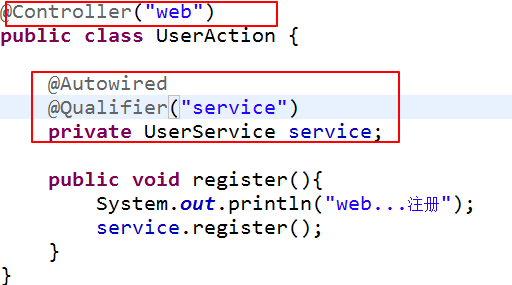 @Controller("web")
public class UserAction {
@Autowired
@Qualifier("service")
private UserService service;
public void register(){
System.out.println("web...注册");
service.register();
}
}